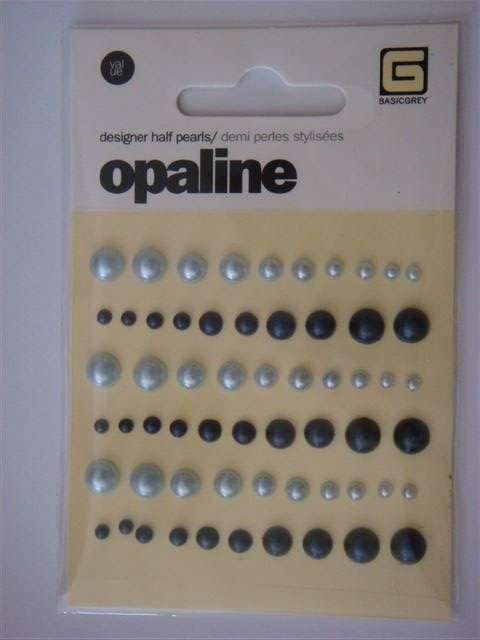 val
ue
G
BASICGREY
designer half pearls/ demi perles stylisées
opaline